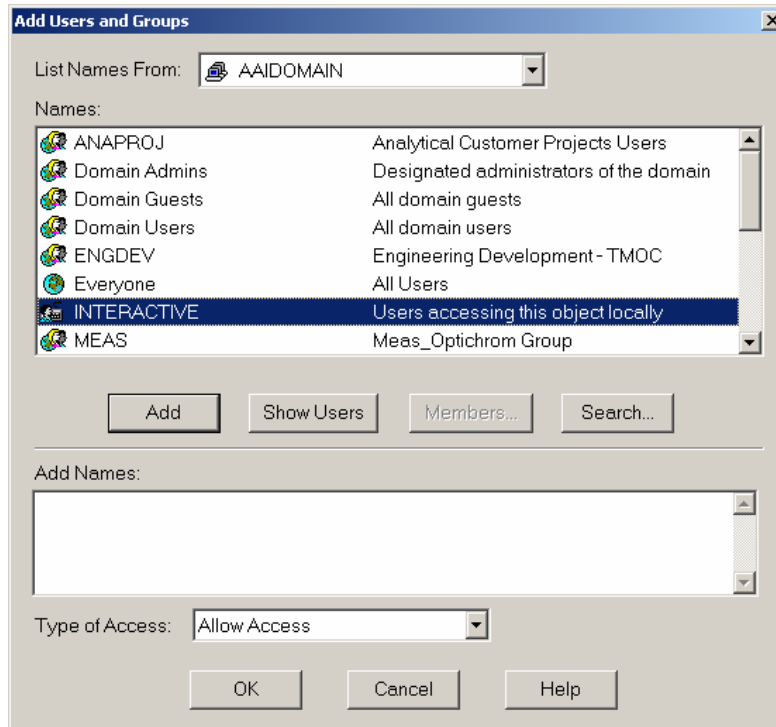 Add Users and Groups
List Names From: AAIDOMAIN
Names:
ANAPROJ Analytical Customer Projects Users
Domain Admins Designated administrators of the domain
Domain Guests All domain guests
Domain Users All domain users
ENGDEV Engineering Development - TMOC
Everyone All Users
INTERACTIVE Users accessing this object locally
MEAS Meas_Optichrom Group
Add Show Users Members... Search...
Add Names:
Type of Access: Allow Access
OK Cancel Help